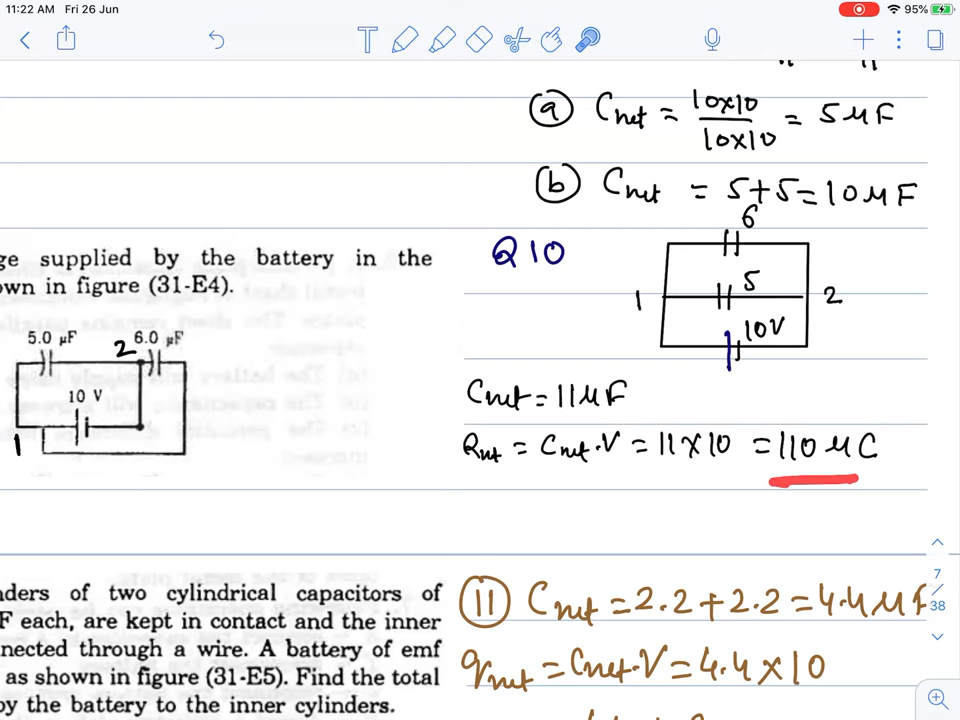 11:22 AM Fri 26 Jun
95%
(a) Cnet = 10x10 / 10x10 = 5 μF
(b) Cnet = 5+5=10 μF
ge supplied by the battery in the
own in figure (31-E4).
Q10
6
5
10V
1
2
5.0 μF
2
6.0 μF
10 V
1
Cnet = 11 μF
Qnet = Cnet·V = 11 x 10 = 110 μC
nders of two cylindrical capacitors of
F each, are kept in contact and the inner
nnected through a wire. A battery of emf
as shown in figure (31-E5). Find the total
by the battery to the inner cylinders.
(11) Cnet = 2.2+2.2 = 4.4 μF
qnet = Cnet·V = 4.4 x 10
7
/
38